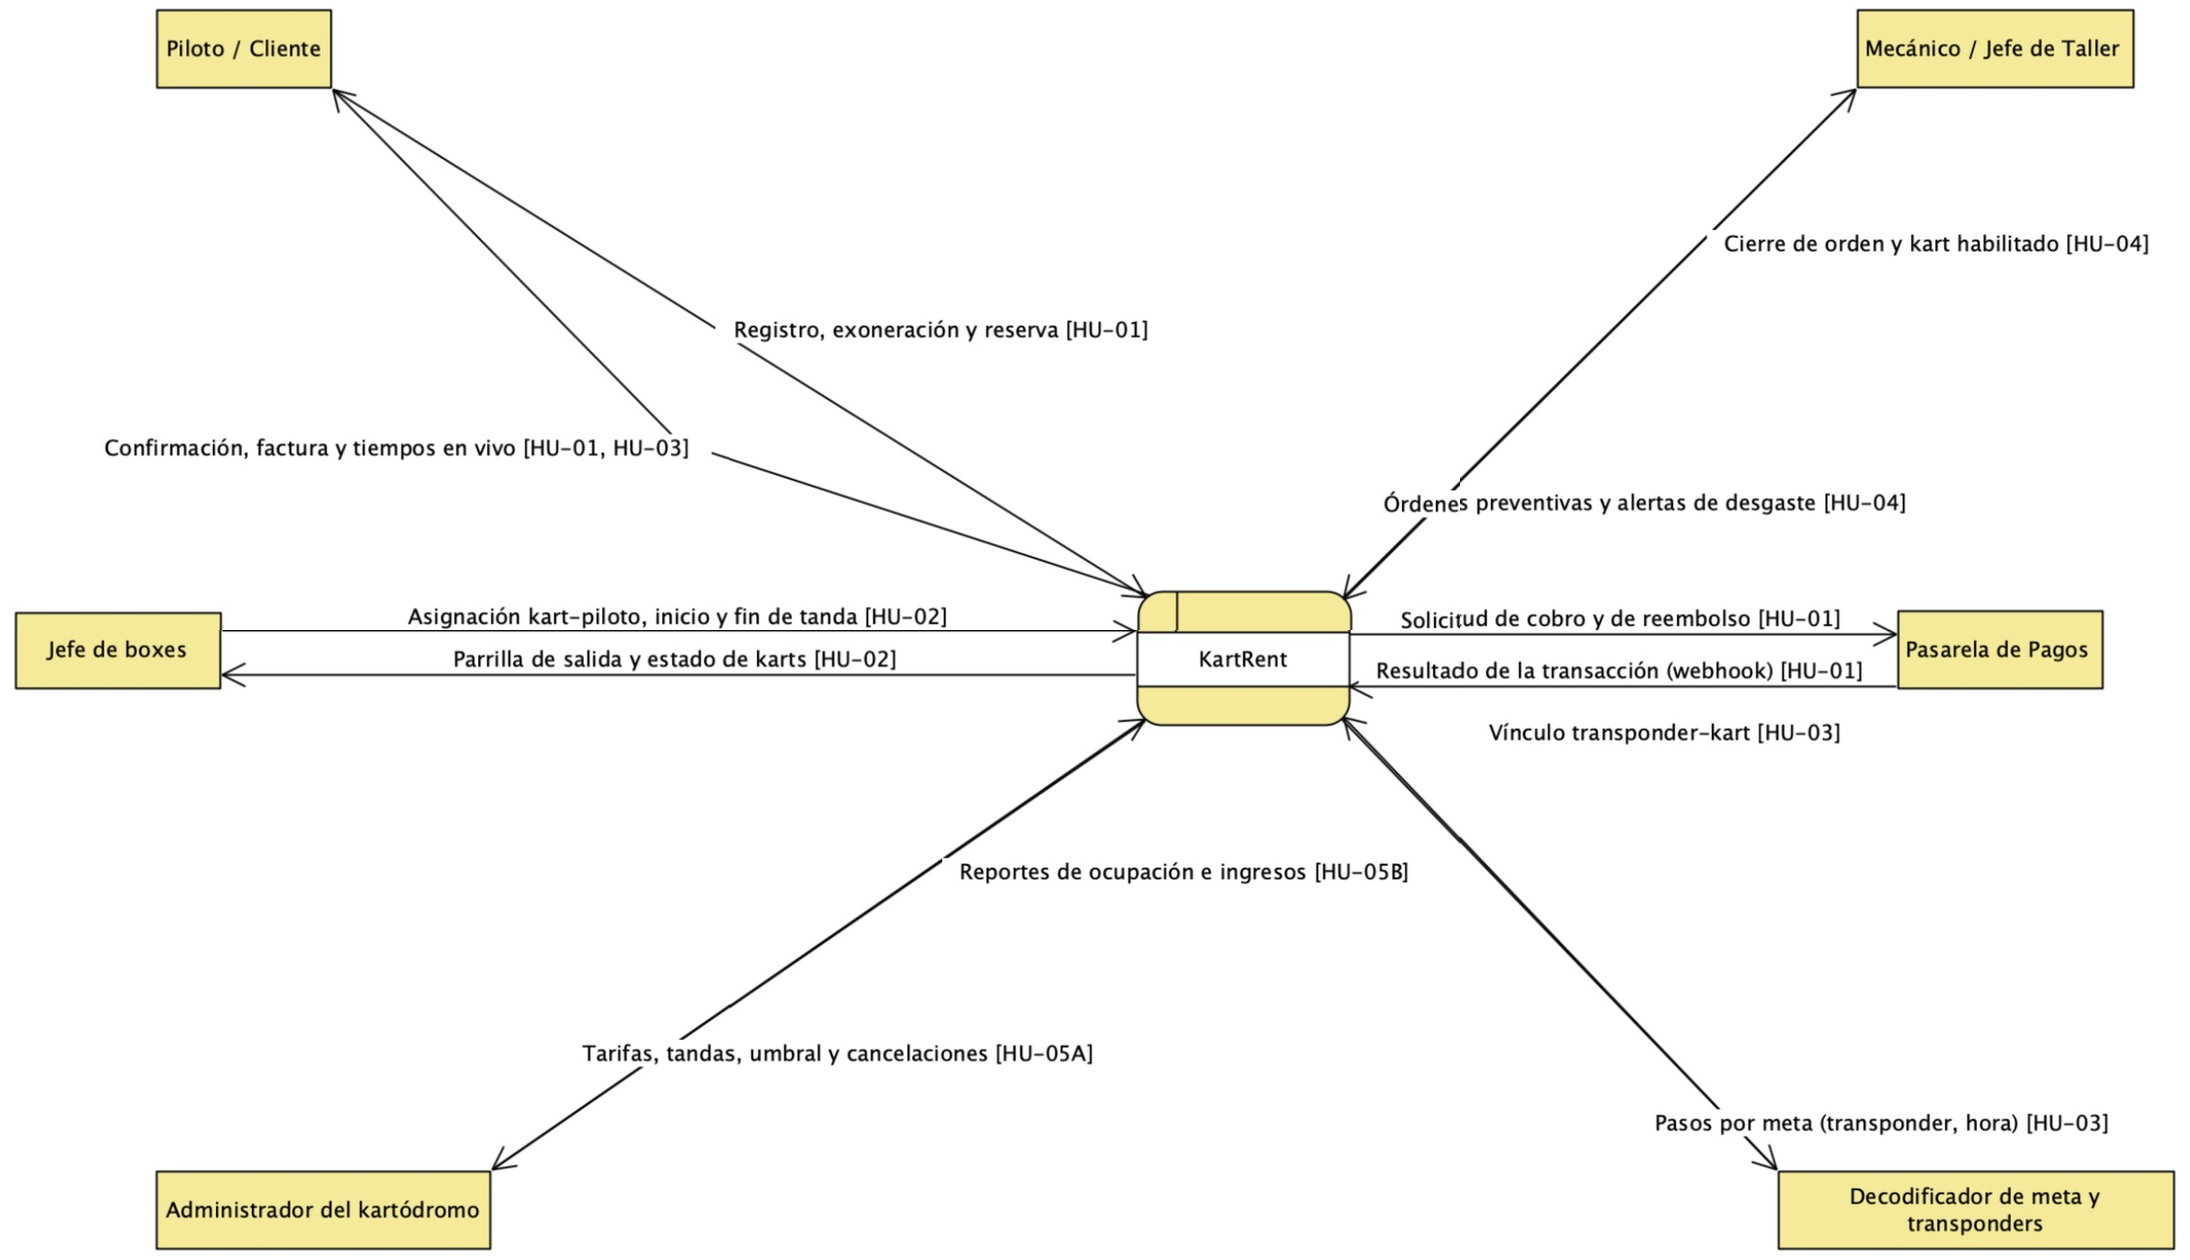 Piloto / Cliente
Mecánico / Jefe de Taller
Cierre de orden y kart habilitado [HU-04]
Registro, exoneración y reserva [HU-01]
Confirmación, factura y tiempos en vivo [HU-01, HU-03]
Órdenes preventivas y alertas de desgaste [HU-04]
Asignación kart-piloto, inicio y fin de tanda [HU-02]
Solicitud de cobro y de reembolso [HU-01]
Jefe de boxes
Parrilla de salida y estado de karts [HU-02]
KartRent
Resultado de la transacción (webhook) [HU-01]
Pasarela de Pagos
Vínculo transponder-kart [HU-03]
Reportes de ocupación e ingresos [HU-05B]
Tarifas, tandas, umbral y cancelaciones [HU-05A]
Pasos por meta (transponder, hora) [HU-03]
Administrador del kartódromo
Decodificador de meta y
transponders